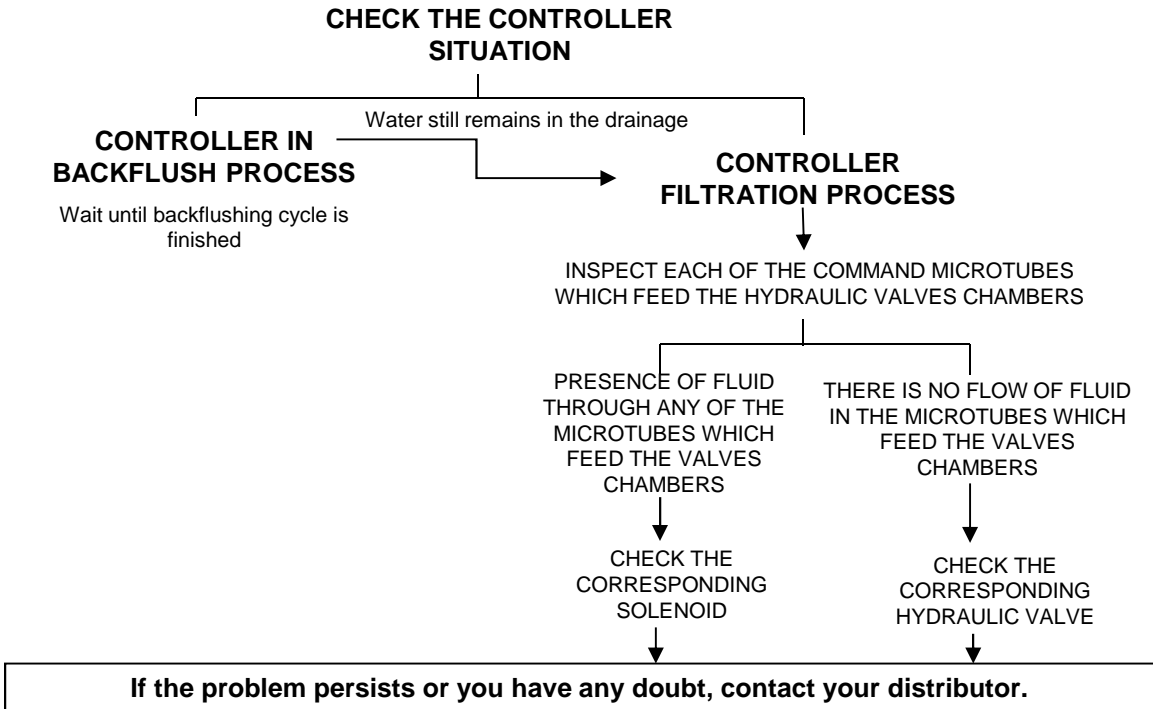 CHECK THE CONTROLLER
SITUATION
Water still remains in the drainage
CONTROLLER IN
BACKFLUSH PROCESS
Wait until backflushing cycle is
finished
CONTROLLER
FILTRATION PROCESS
INSPECT EACH OF THE COMMAND MICROTUBES
WHICH FEED THE HYDRAULIC VALVES CHAMBERS
PRESENCE OF FLUID
THROUGH ANY OF THE
MICROTUBES WHICH
FEED THE VALVES
CHAMBERS
THERE IS NO FLOW OF FLUID
IN THE MICROTUBES WHICH
FEED THE VALVES
CHAMBERS
CHECK THE
CORRESPONDING
SOLENOID
CHECK THE
CORRESPONDING
HYDRAULIC VALVE
If the problem persists or you have any doubt, contact your distributor.